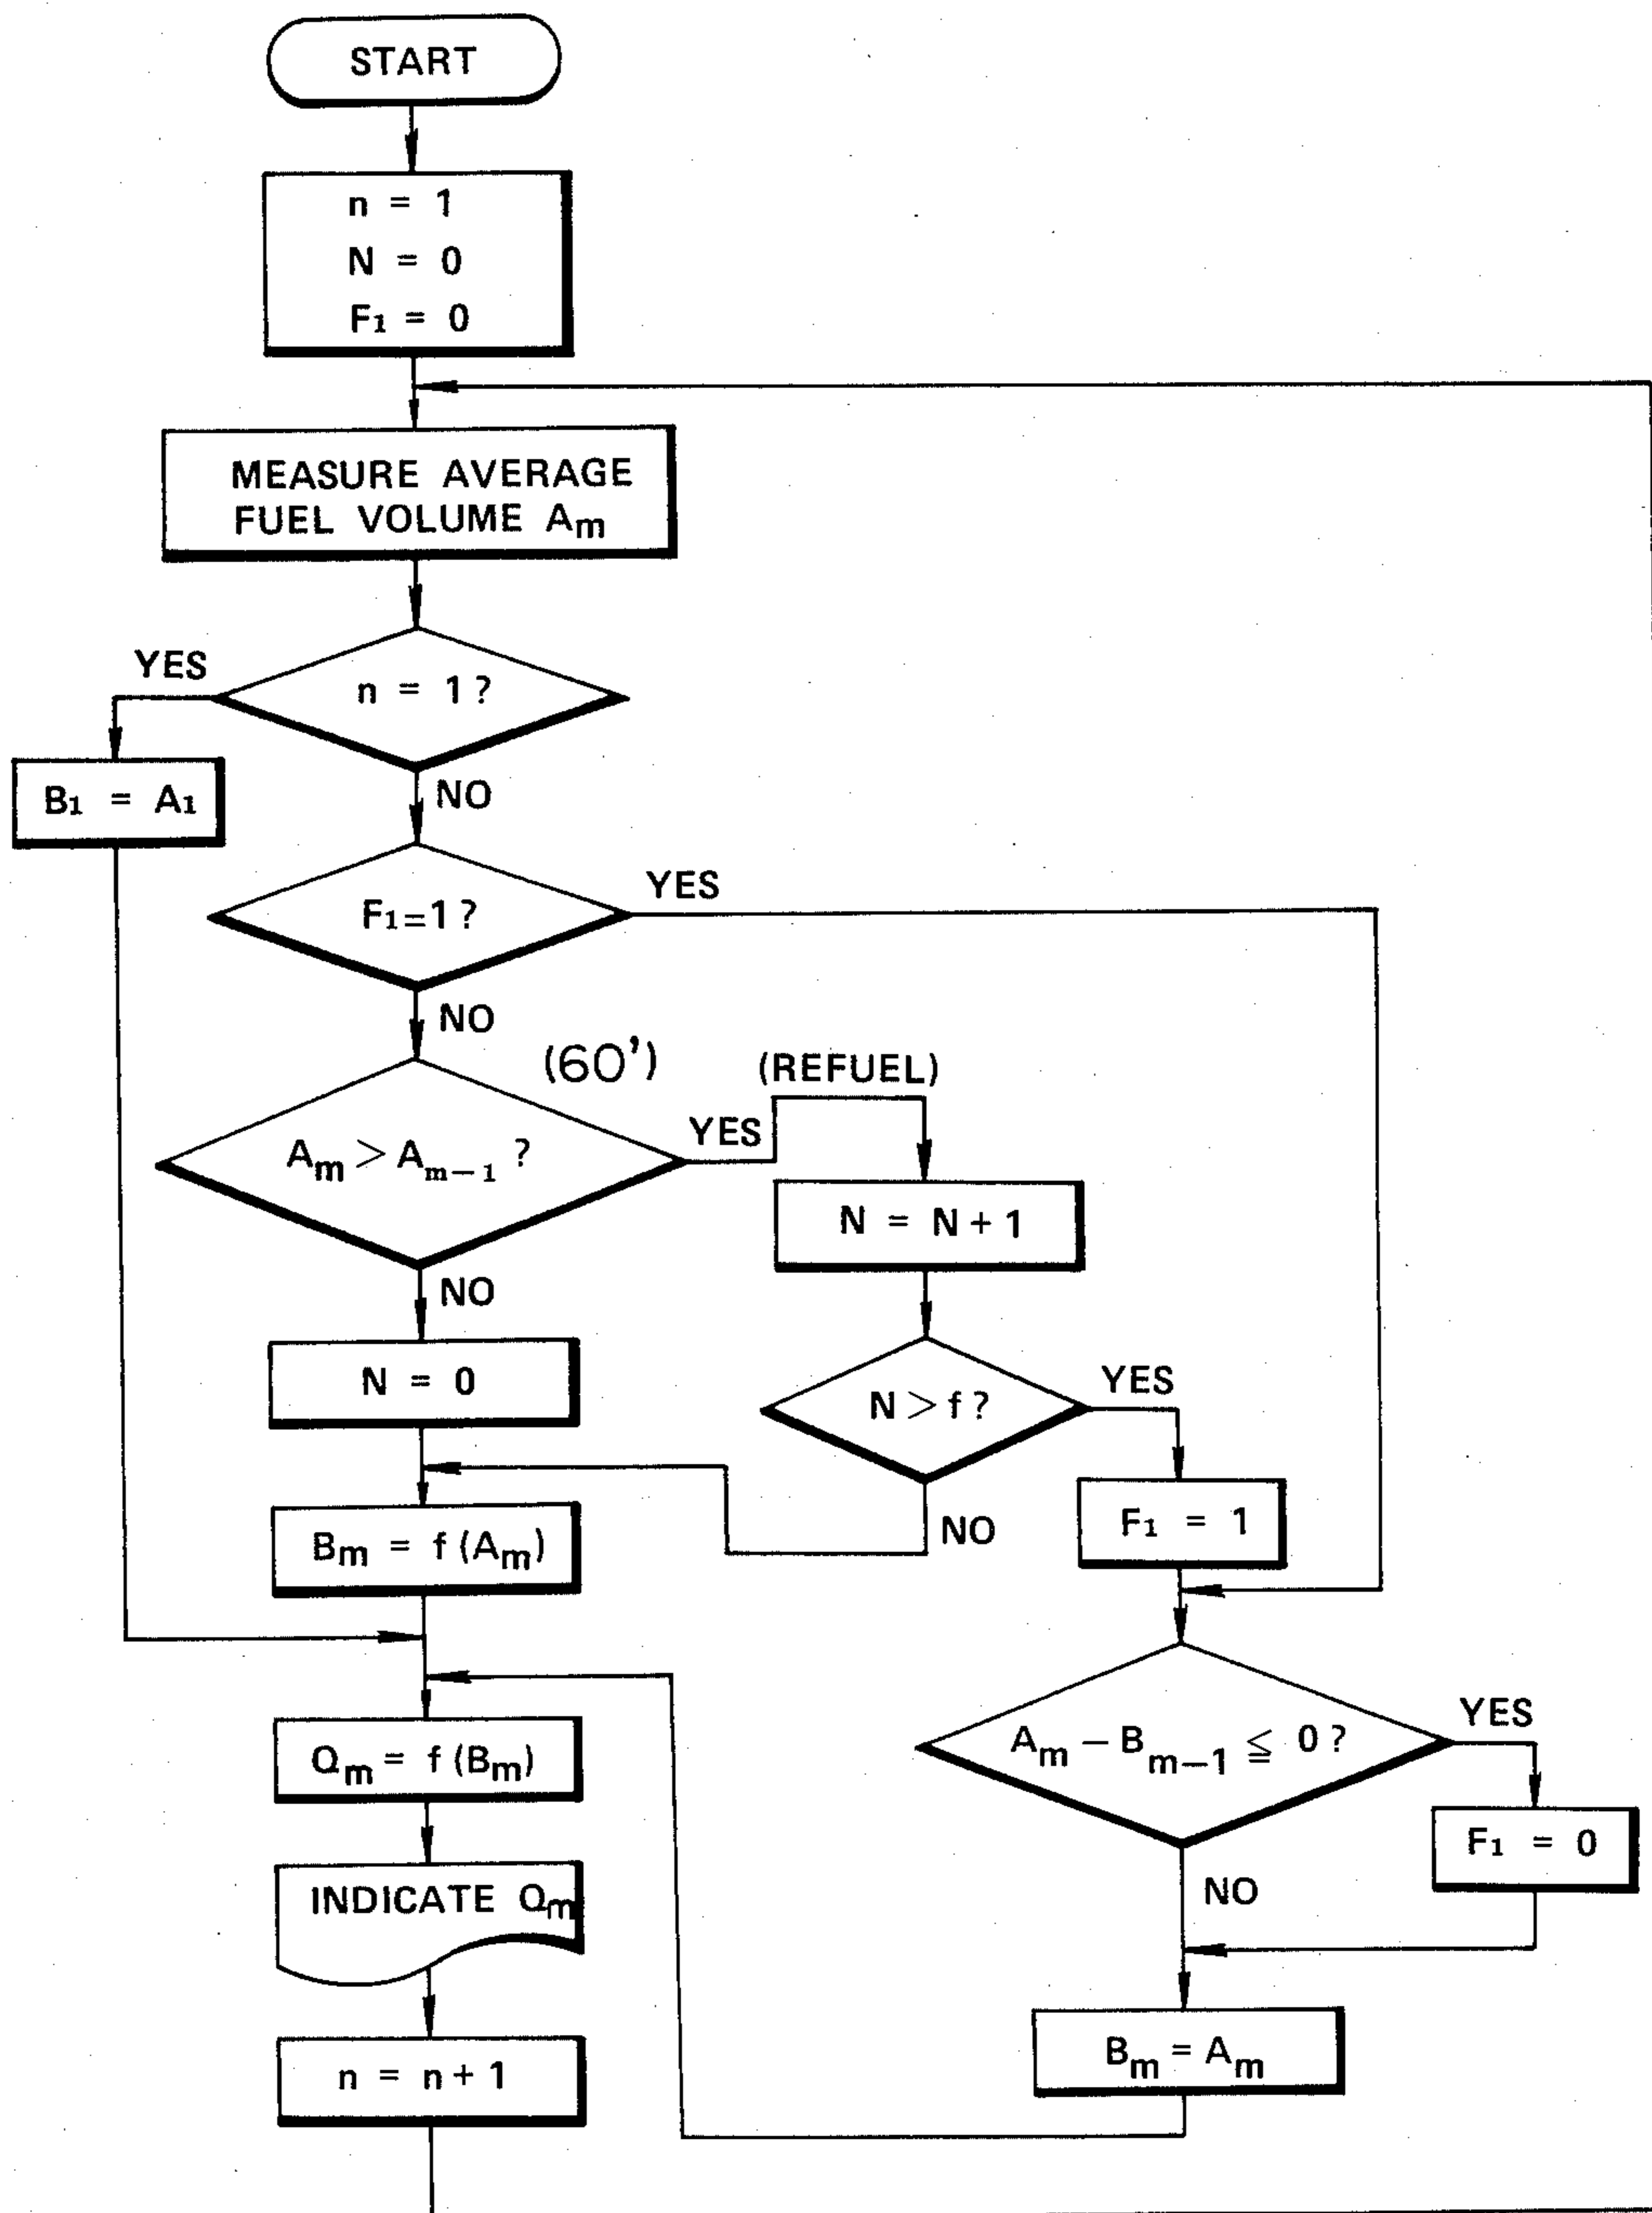 START
n = 1
N = 0
F₁ = 0
MEASURE AVERAGE
FUEL VOLUME Aₘ
YES
n = 1 ?
B₁ = A₁
NO
YES
F₁=1 ?
NO
(60')
(REFUEL)
YES
Aₘ > Aₘ₋₁ ?
N = N + 1
NO
N = 0
YES
N > f ?
Bₘ = f (Aₘ)
NO
F₁ = 1
Qₘ = f (Bₘ)
YES
Aₘ − Bₘ₋₁ ≦ 0 ?
F₁ = 0
INDICATE Qₘ
NO
n = n + 1
Bₘ = Aₘ